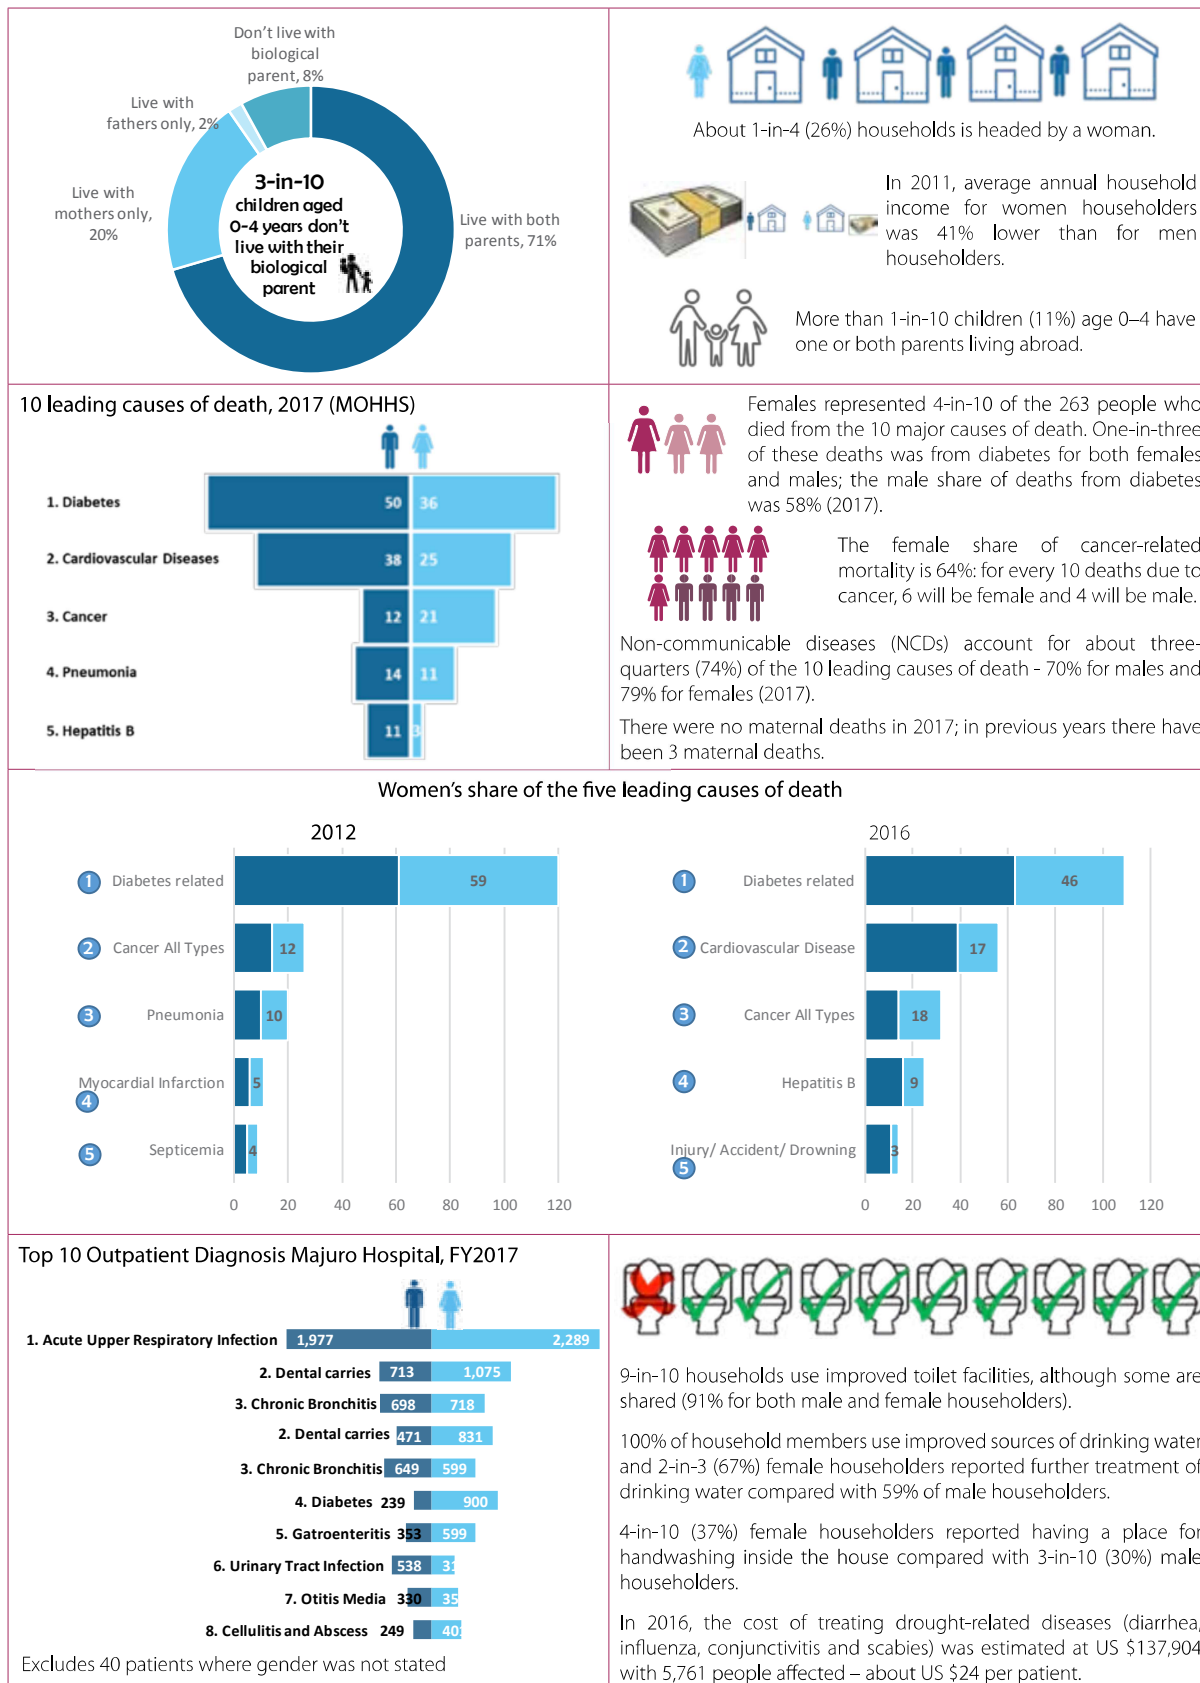 Don't live with
biological
parent, 8%
Live with
fathers only, 2%
Live with
mothers only,
20%
3-in-10
children aged
0-4 years don't
live with their
biological
parent
Live with both
parents, 71%
About 1-in-4 (26%) households is headed by a woman.
In 2011, average annual household
income for women householders
was 41% lower than for men
householders.
More than 1-in-10 children (11%) age 0–4 have
one or both parents living abroad.
10 leading causes of death, 2017 (MOHHS)
1. Diabetes 50 36
2. Cardiovascular Diseases 38 25
3. Cancer 12 21
4. Pneumonia 14 11
5. Hepatitis B 11 3
Females represented 4-in-10 of the 263 people who
died from the 10 major causes of death. One-in-three
of these deaths was from diabetes for both females
and males; the male share of deaths from diabetes
was 58% (2017).
The female share of cancer-related
mortality is 64%: for every 10 deaths due to
cancer, 6 will be female and 4 will be male.
Non-communicable diseases (NCDs) account for about three-
quarters (74%) of the 10 leading causes of death - 70% for males and
79% for females (2017).
There were no maternal deaths in 2017; in previous years there have
been 3 maternal deaths.
Women's share of the five leading causes of death
2012
1 Diabetes related 59
2 Cancer All Types 12
3 Pneumonia 10
Myocardial Infarction 5
4
5 Septicemia 4
0 20 40 60 80 100 120
2016
1 Diabetes related 46
2 Cardiovascular Disease 17
3 Cancer All Types 18
4 Hepatitis B 9
Injury/ Accident/ Drowning 3
5
0 20 40 60 80 100 120
Top 10 Outpatient Diagnosis Majuro Hospital, FY2017
1. Acute Upper Respiratory Infection 1,977 2,289
2. Dental carries 713 1,075
3. Chronic Bronchitis 698 718
2. Dental carries 471 831
3. Chronic Bronchitis 649 599
4. Diabetes 239 900
5. Gatroenteritis 353 599
6. Urinary Tract Infection 538 31
7. Otitis Media 330 35
8. Cellulitis and Abscess 249 401
Excludes 40 patients where gender was not stated
9-in-10 households use improved toilet facilities, although some are
shared (91% for both male and female householders).
100% of household members use improved sources of drinking water
and 2-in-3 (67%) female householders reported further treatment of
drinking water compared with 59% of male householders.
4-in-10 (37%) female householders reported having a place for
handwashing inside the house compared with 3-in-10 (30%) male
householders.
In 2016, the cost of treating drought-related diseases (diarrhea,
influenza, conjunctivitis and scabies) was estimated at US $137,904
with 5,761 people affected – about US $24 per patient.